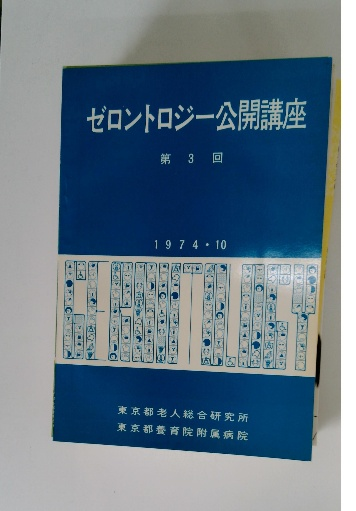 ゼロントロジー公開講座
第 3 回
1974・10
GERONTOLOGY
東京都老人総合研究所
東京都養育院附属病院